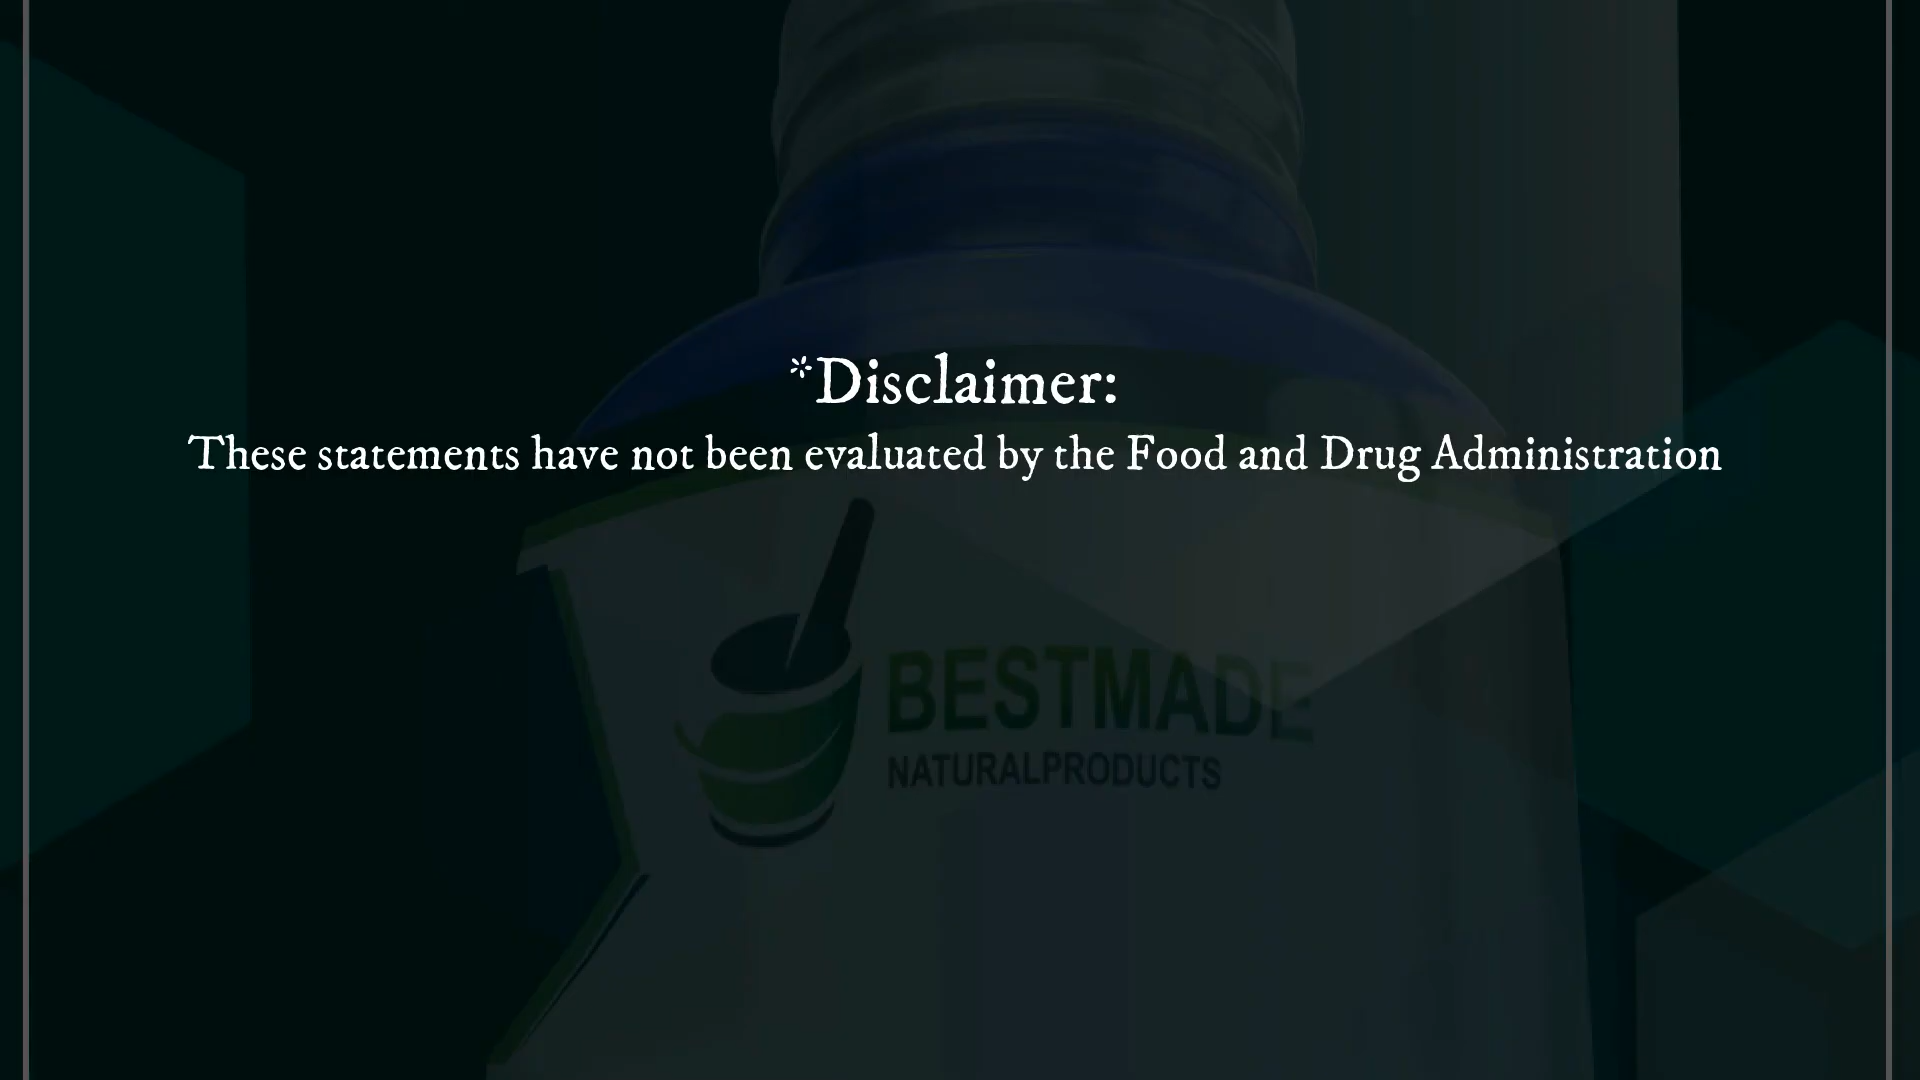 *Disclaimer:
These statements have not been evaluated by the Food and Drug Administration
BESTMADE
NATURALPRODUCTS